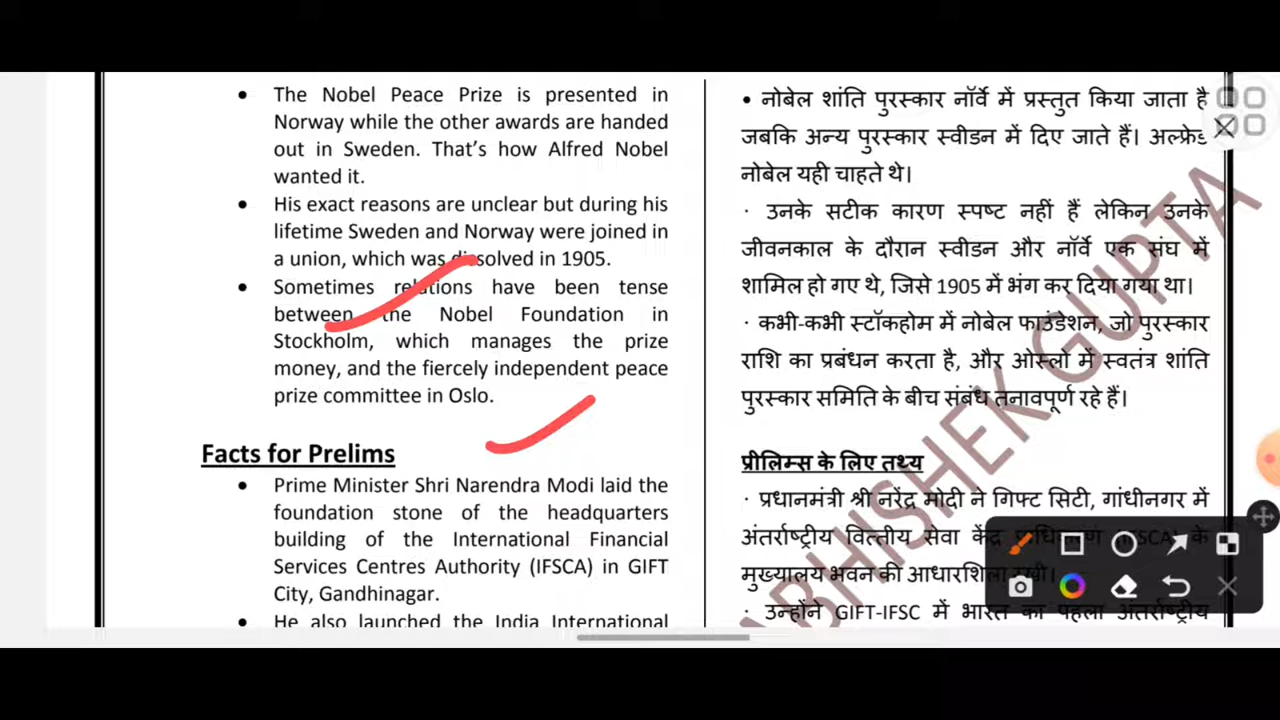 The Nobel Peace Prize is presented in
Norway while the other awards are handed
out in Sweden. That's how Alfred Nobel
wanted it.
His exact reasons are unclear but during his
lifetime Sweden and Norway were joined in
a union, which was dissolved in 1905.
Sometimes relations have been tense
between the Nobel Foundation in
Stockholm, which manages the prize
money, and the fiercely independent peace
prize committee in Oslo.
Facts for Prelims
Prime Minister Shri Narendra Modi laid the
foundation stone of the headquarters
building of the International Financial
Services Centres Authority (IFSCA) in GIFT
City, Gandhinagar.
He also launched the India International
• नोबेल शांति पुरस्कार नॉर्वे में प्रस्तुत किया जाता है
जबकि अन्य पुरस्कार स्वीडन में दिए जाते हैं। अल्फ्रेड
नोबेल यही चाहते थे।
· उनके सटीक कारण स्पष्ट नहीं हैं लेकिन उनके
जीवनकाल के दौरान स्वीडन और नॉर्वे एक संघ में
शामिल हो गए थे, जिसे 1905 में भंग कर दिया गया था।
· कभी-कभी स्टॉकहोम में नोबेल फाउंडेशन, जो पुरस्कार
राशि का प्रबंधन करता है, और ओस्लो में स्वतंत्र शांति
पुरस्कार समिति के बीच संबंध तनावपूर्ण रहे हैं।
प्रीलिम्स के लिए तथ्य
· प्रधानमंत्री श्री नरेंद्र मोदी ने गिफ्ट सिटी, गांधीनगर में
अंतर्राष्ट्रीय वित्तीय सेवा केंद्र प्राधिकरण (IFSCA) के
मुख्यालय भवन की आधारशिला रखी।
· उन्होंने GIFT-IFSC में भारत का पहला अंतर्राष्ट्रीय
ABHISHEK GUPTA